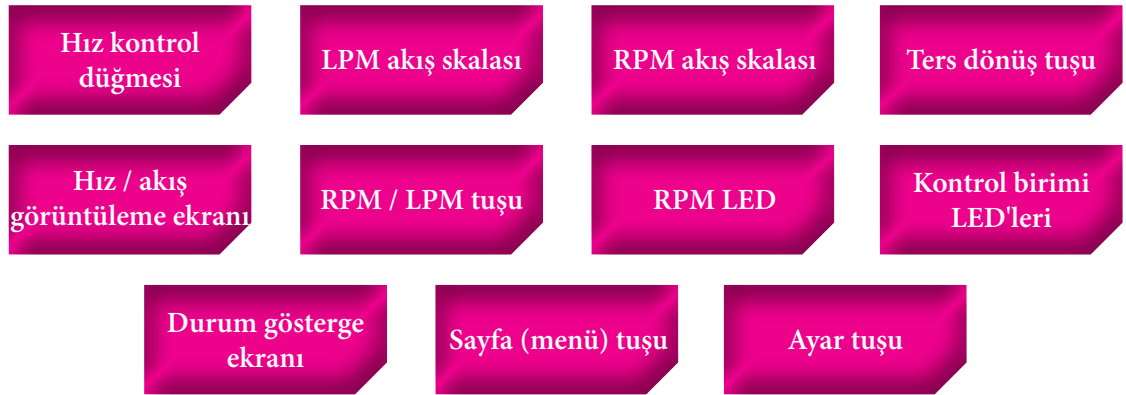 Hız kontrol
düğmesi
LPM akış skalası
RPM akış skalası
Ters dönüş tuşu
Hız / akış
görüntüleme ekranı
RPM / LPM tuşu
RPM LED
Kontrol birimi
LED'leri
Durum gösterge
ekranı
Sayfa (menü) tuşu
Ayar tuşu